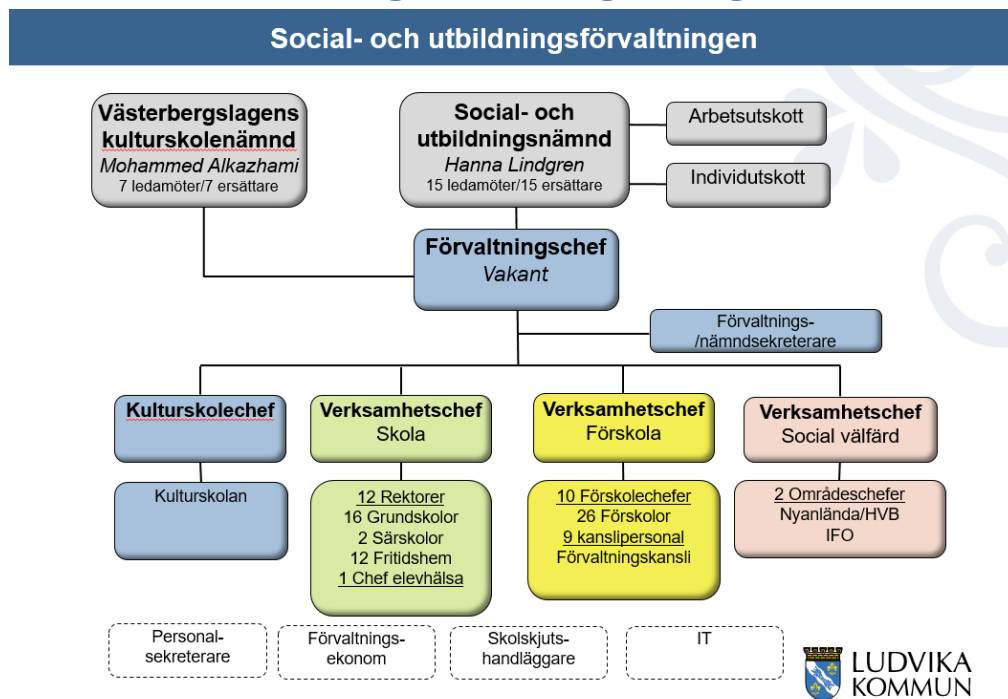 Social- och utbildningsförvaltningen
Västerbergslagens
kulturskolenämnd
Mohammed Alkazhami
7 ledamöter/7 ersättare
Social- och
utbildningsnämnd
Hanna Lindgren
15 ledamöter/15 ersättare
Arbetsutskott
Individutskott
Förvaltningschef
Vakant
Förvaltnings-
/nämndsekreterare
Kulturskolechef
Verksamhetschef
Skola
Verksamhetschef
Förskola
Verksamhetschef
Social välfärd
Kulturskolan
12 Rektorer
16 Grundskolor
2 Särskolor
12 Fritidshem
1 Chef elevhälsa
10 Förskolechefer
26 Förskolor
9 kanslipersonal
Förvaltningskansli
2 Områdeschefer
Nyanlända/HVB
IFO
Personal-
sekreterare
Förvaltnings-
ekonom
Skolskjuts-
handläggare
IT
LUDVIKA
KOMMUN